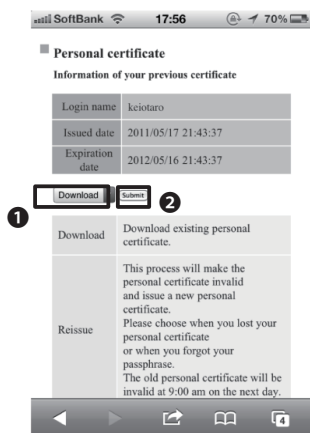 SoftBank 17:56 70%
Personal certificate
Information of your previous certificate
Login name keiotaro
Issued date 2011/05/17 21:43:37
Expiration
date 2012/05/16 21:43:37
Download Submit
1 2
Download Download existing personal
certificate.
This process will make the
personal certificate invalid
and issue a new personal
certificate.
Reissue Please choose when you lost your
personal certificate
or when you forgot your
passphrase.
The old personal certificate will be
invalid at 9:00 am on the next day.
4